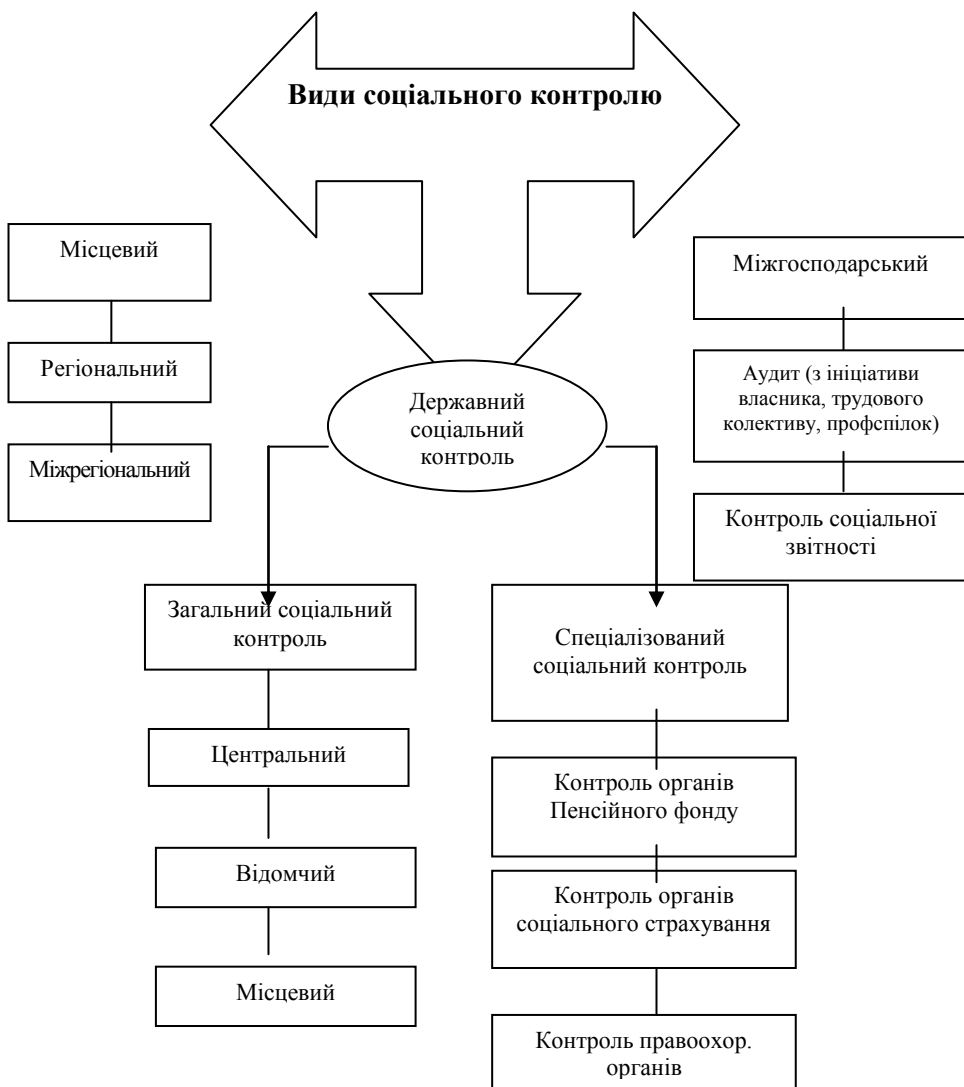 Види соціального контролю
Місцевий
Регіональний
Міжрегіональний
Міжгосподарський
Аудит (з ініціативи
власника, трудового
колективу, профспілок)
Контроль соціальної
звітності
Державний
соціальний
контроль
Загальний соціальний
контроль
Центральний
Відомчий
Місцевий
Спеціалізований
соціальний контроль
Контроль органів
Пенсійного фонду
Контроль органів
соціального страхування
Контроль правоохор.
органів